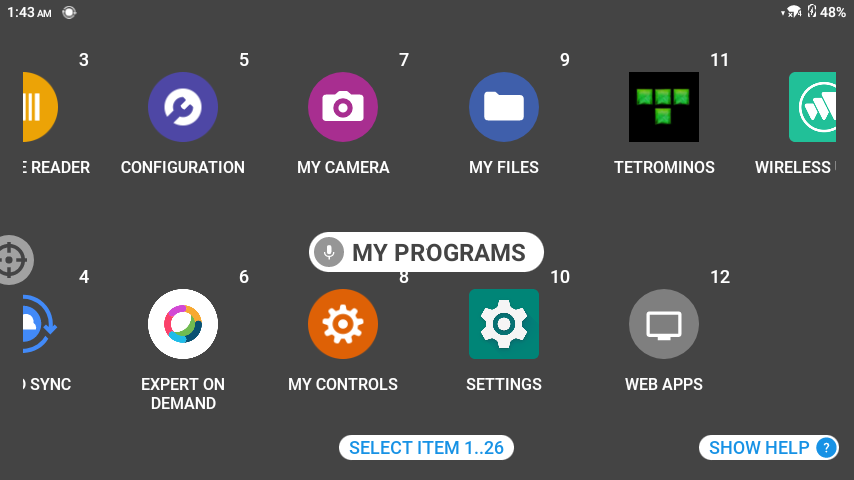 1:43 AM
48%
3
5
7
9
11
E READER
CONFIGURATION
MY CAMERA
MY FILES
TETROMINOS
WIRELESS
MY PROGRAMS
4
6
8
10
12
SYNC
EXPERT ON
DEMAND
MY CONTROLS
SETTINGS
WEB APPS
SELECT ITEM 1..26
SHOW HELP ?